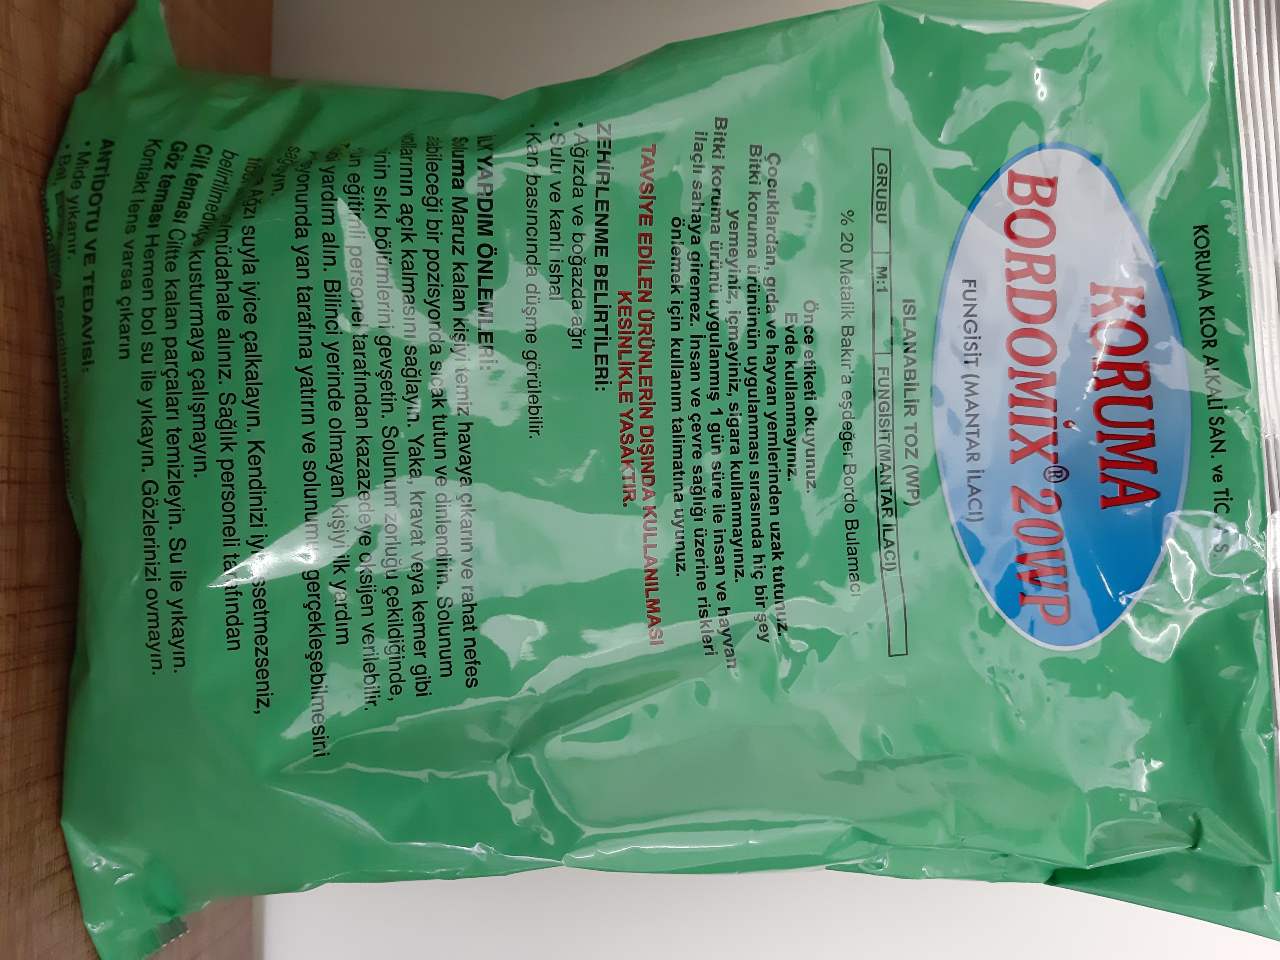 KORUMA KLOR ALKALİ SAN. ve TİC. A.Ş.
KORUMA
BORDOMİX® 20WP
FUNGİSİT (MANTAR İLACI)
ISLANABİLİR TOZ (WP)
GRUBU M:1 FUNGİSİT(MANTAR İLACI)
% 20 Metalik Bakır'a eşdeğer Bordo Bulamacı
Önce etiketi okuyunuz.
Evde kullanmayınız.
Çocuklardan, gıda ve hayvan yemlerinden uzak tutunuz.
Bitki koruma ürününün uygulanması sırasında hiç bir şey
yemeyiniz, içmeyiniz, sigara kullanmayınız.
Bitki koruma ürünü uygulanmış 1 gün süre ile insan ve hayvan
ilaçlı sahaya giremez. İnsan ve çevre sağlığı üzerine riskleri
önlemek için kullanım talimatına uyunuz.
TAVSİYE EDİLEN ÜRÜNLERİN DIŞINDA KULLANILMASI
KESİNLİKLE YASAKTIR.
ZEHİRLENME BELİRTİLERİ:
• Ağızda ve boğazda ağrı
• Sulu ve kanlı ishal
• Kan basıncında düşme görülebilir.
İLK YARDIM ÖNLEMLERİ:
Maruz kalan kişiyi temiz havaya çıkarın ve rahat nefes
abileceği bir pozisyonda sıcak tutun ve dinlendirin. Solunum
ollarının açık kalmasını sağlayın. Yaka, kravat veya kemer gibi
inin sıkı bölümlerini gevşetin. Solunum zorluğu çekildiğinde,
un eğitimli personel tarafından kazazedeye oksijen verilebilir.
yardım alın. Bilinci yerinde olmayan kişiyi ilk yardım
yonunda yan tarafına yatırın ve solunumu gerçekleşebilmesini
sağlayın.
Ağzı suyla iyice çalkalayın. Kendinizi iyi hissetmezseniz,
müdahale alınız. Sağlık personeli tarafından
belirtilmedikçe kusturmaya çalışmayın.
Cilt teması Ciltte kalan parçaları temizleyin. Su ile yıkayın.
Göz teması Hemen bol su ile yıkayın. Gözlerinizi ovmayın.
Kontakt lens varsa çıkarın
ANTİDOTU VE TEDAVİSİ:
• Mide yıkanır.